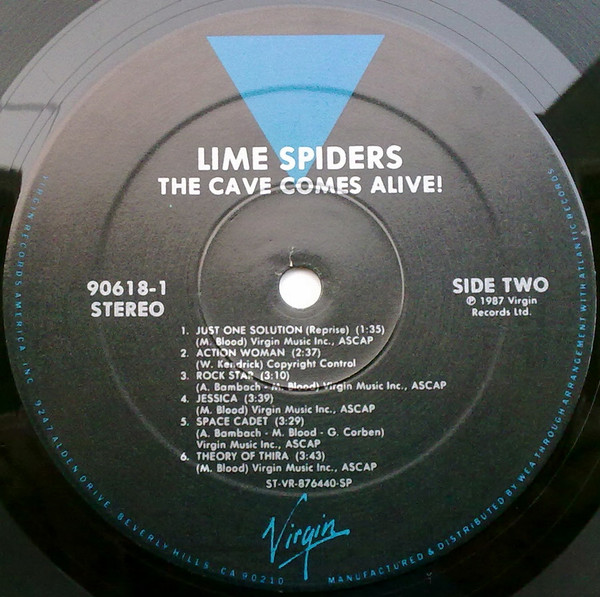 LIME SPIDERS
THE CAVE COMES ALIVE!
90618-1
STEREO
SIDE TWO
℗ 1987 Virgin
Records Ltd.
1. JUST ONE SOLUTION (Reprise) (1:35)
(M. Blood) Virgin Music Inc., ASCAP
2. ACTION WOMAN (2:37)
(W. Kendrick) Copyright Control
3. ROCK STAR (3:10)
(A. Bambach - M. Blood) Virgin Music Inc., ASCAP
4. JESSICA (3:39)
(M. Blood) Virgin Music Inc., ASCAP
5. SPACE CADET (3:29)
(A. Bambach - M. Blood - G. Corben)
Virgin Music Inc., ASCAP
6. THEORY OF THIRA (3:43)
(M. Blood) Virgin Music Inc., ASCAP
ST-VR-876440-SP
Virgin
VIRGIN RECORDS AMERICA, INC. 9247 ALDEN DRIVE, BEVERLY HILLS, CA 90210 MANUFACTURED & DISTRIBUTED BY WEA THROUGH ARRANGEMENT WITH ATLANTIC RECORDS